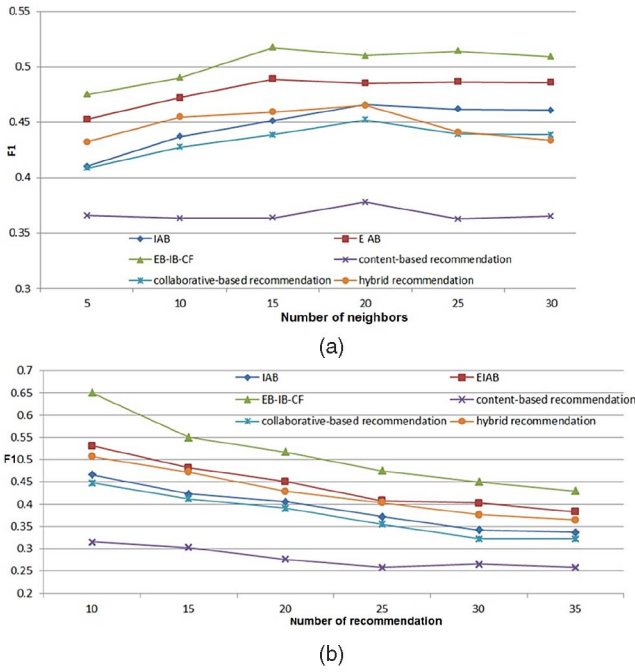 0.55
0.5
0.45
F1
0.4
0.35
0.3
IAB
E AB
EB-IB-CF
content-based recommendation
collaborative-based recommendation
hybrid recommendation
5 10 15 20 25 30
Number of neighbors
(a)
0.7
0.65
0.6
0.55
F10.5
0.45
0.4
0.35
0.3
0.25
0.2
IAB
EIAB
EB-IB-CF
content-based recommendation
collaborative-based recommendation
hybrid recommendation
10 15 20 25 30 35
Number of recommendation
(b)